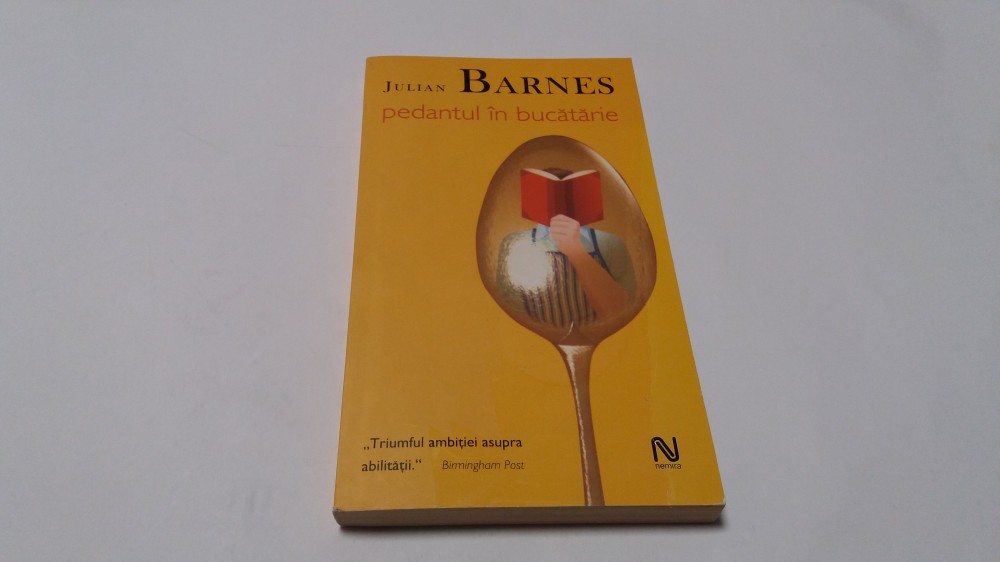 JULIAN BARNES
pedantul în bucătărie
„Triumful ambiției asupra
abilității.“ Birmingham Post
nemira